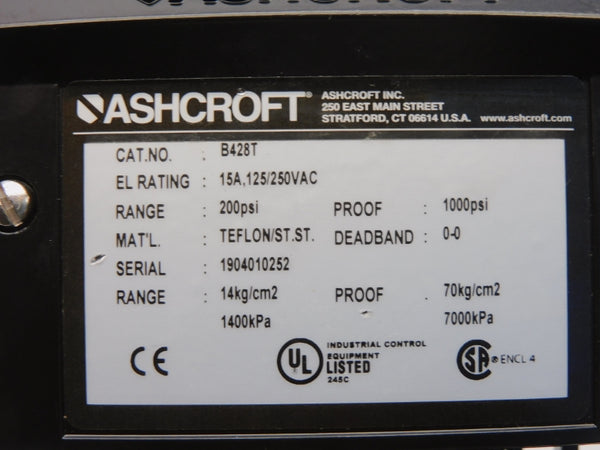 ASHCROFT®
ASHCROFT INC.
250 EAST MAIN STREET
STRATFORD, CT 06614 U.S.A. www.ashcroft.com
CAT.NO. : B428T
EL RATING : 15A,125/250VAC
RANGE : 200psi PROOF : 1000psi
MAT'L. : TEFLON/ST.ST. DEADBAND : 0-0
SERIAL : 1904010252
RANGE : 14kg/cm2 PROOF . 70kg/cm2
1400kPa 7000kPa
CE
UL
INDUSTRIAL CONTROL
EQUIPMENT
LISTED
245C
SA ® ENCL 4